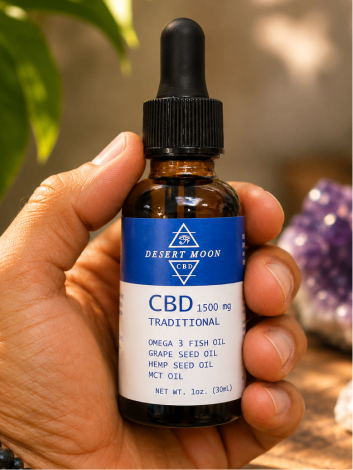 DESERT MOON
CBD
CBD 1500 mg
TRADITIONAL
OMEGA 3 FISH OIL
GRAPE SEED OIL
HEMP SEED OIL
MCT OIL
NET WT. 1oz. (30ml)